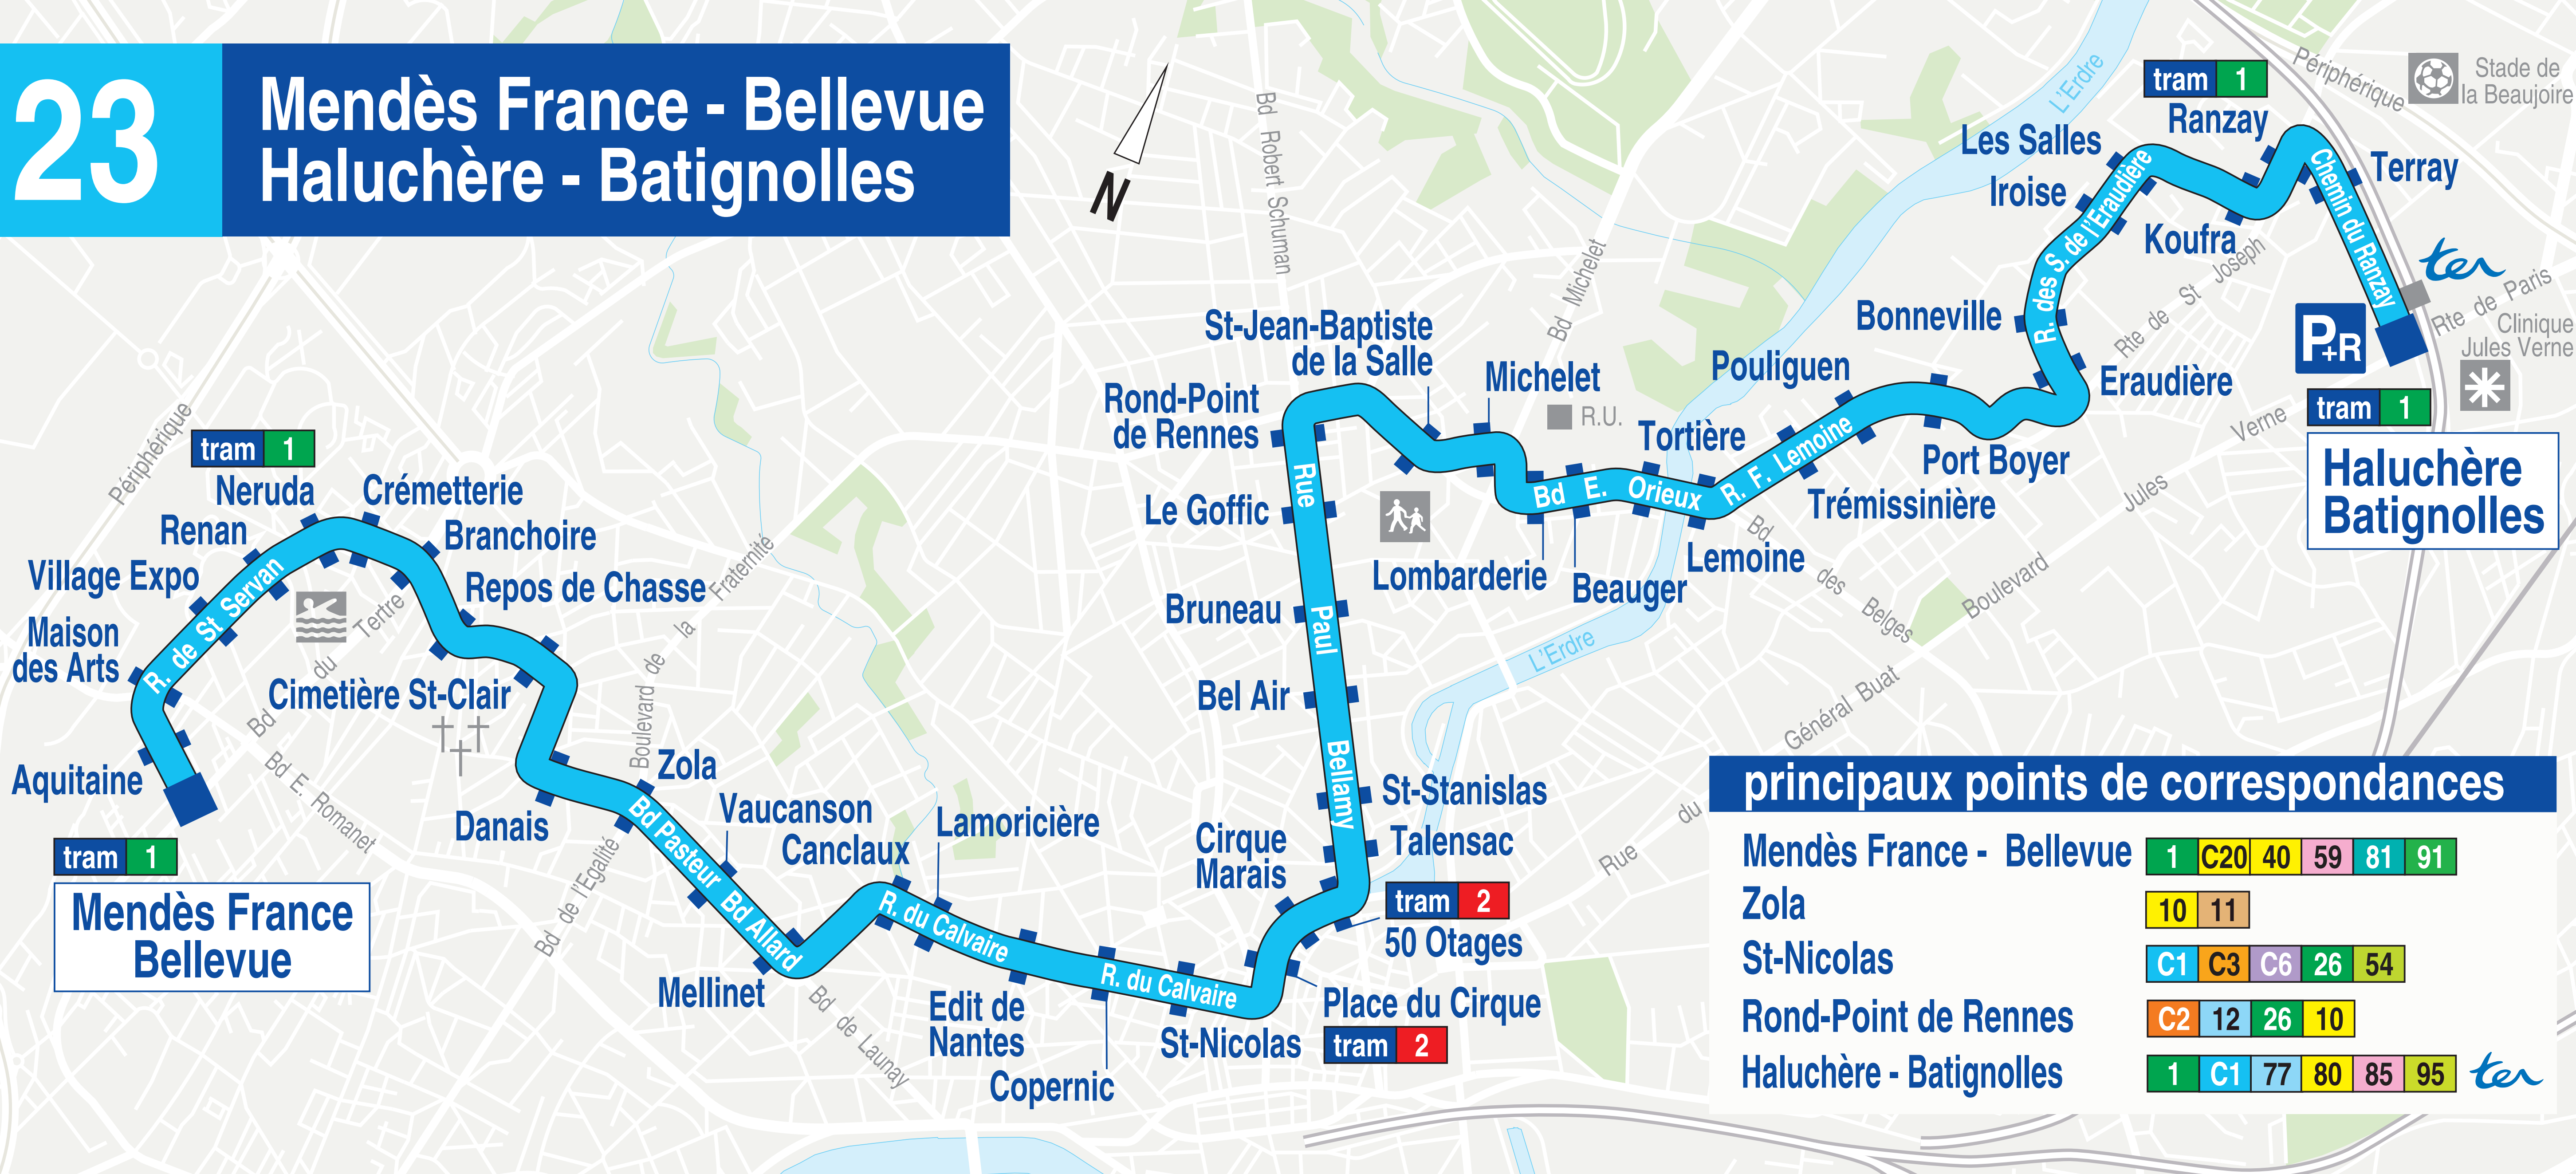 23
Mendès France - Bellevue
Haluchère - Batignolles
N
Bd Robert Schuman
Bd Michelet
L'Erdre
Périphérique
Stade de
la Beaujoire
tram 1
Ranzay
Les Salles
Iroise
Terray
Koufra
Chemin du Ranzay
R. des S. de l'Eraudière
Rte de St Joseph
ter
Rte de Paris
P+R
Clinique
Jules Verne
tram 1
Haluchère
Batignolles
Bonneville
Eraudière
Pouliguen
Port Boyer
Trémissinière
Tortière
Lemoine
R. F. Lemoine
Bd E. Orieux
Boulevard Jules Verne
Bd des Belges
R.U.
St-Jean-Baptiste
de la Salle
Michelet
Lombarderie
Beauger
Rond-Point
de Rennes
Le Goffic
Bruneau
Bel Air
Rue Paul Bellamy
L'Erdre
Rue du Général Buat
St-Stanislas
Talensac
Cirque
Marais
tram 2
50 Otages
Place du Cirque
tram 2
St-Nicolas
Copernic
Edit de
Nantes
R. du Calvaire
R. du Calvaire
Lamoricière
Canclaux
Vaucanson
Mellinet
Bd Allard
Bd Pasteur
Bd de Launay
Zola
Danais
Bd de l'Egalité
Boulevard de la Fraternité
Cimetière St-Clair
Repos de Chasse
Branchoire
Crémetterie
tram 1
Neruda
Renan
Village Expo
Maison
des Arts
R. de St Servan
Périphérique
Bd du Tertre
Bd E. Romanet
Aquitaine
tram 1
Mendès France
Bellevue
principaux points de correspondances
Mendès France - Bellevue 1 C20 40 59 81 91
Zola 10 11
St-Nicolas C1 C3 C6 26 54
Rond-Point de Rennes C2 12 26 10
Haluchère - Batignolles 1 C1 77 80 85 95 ter